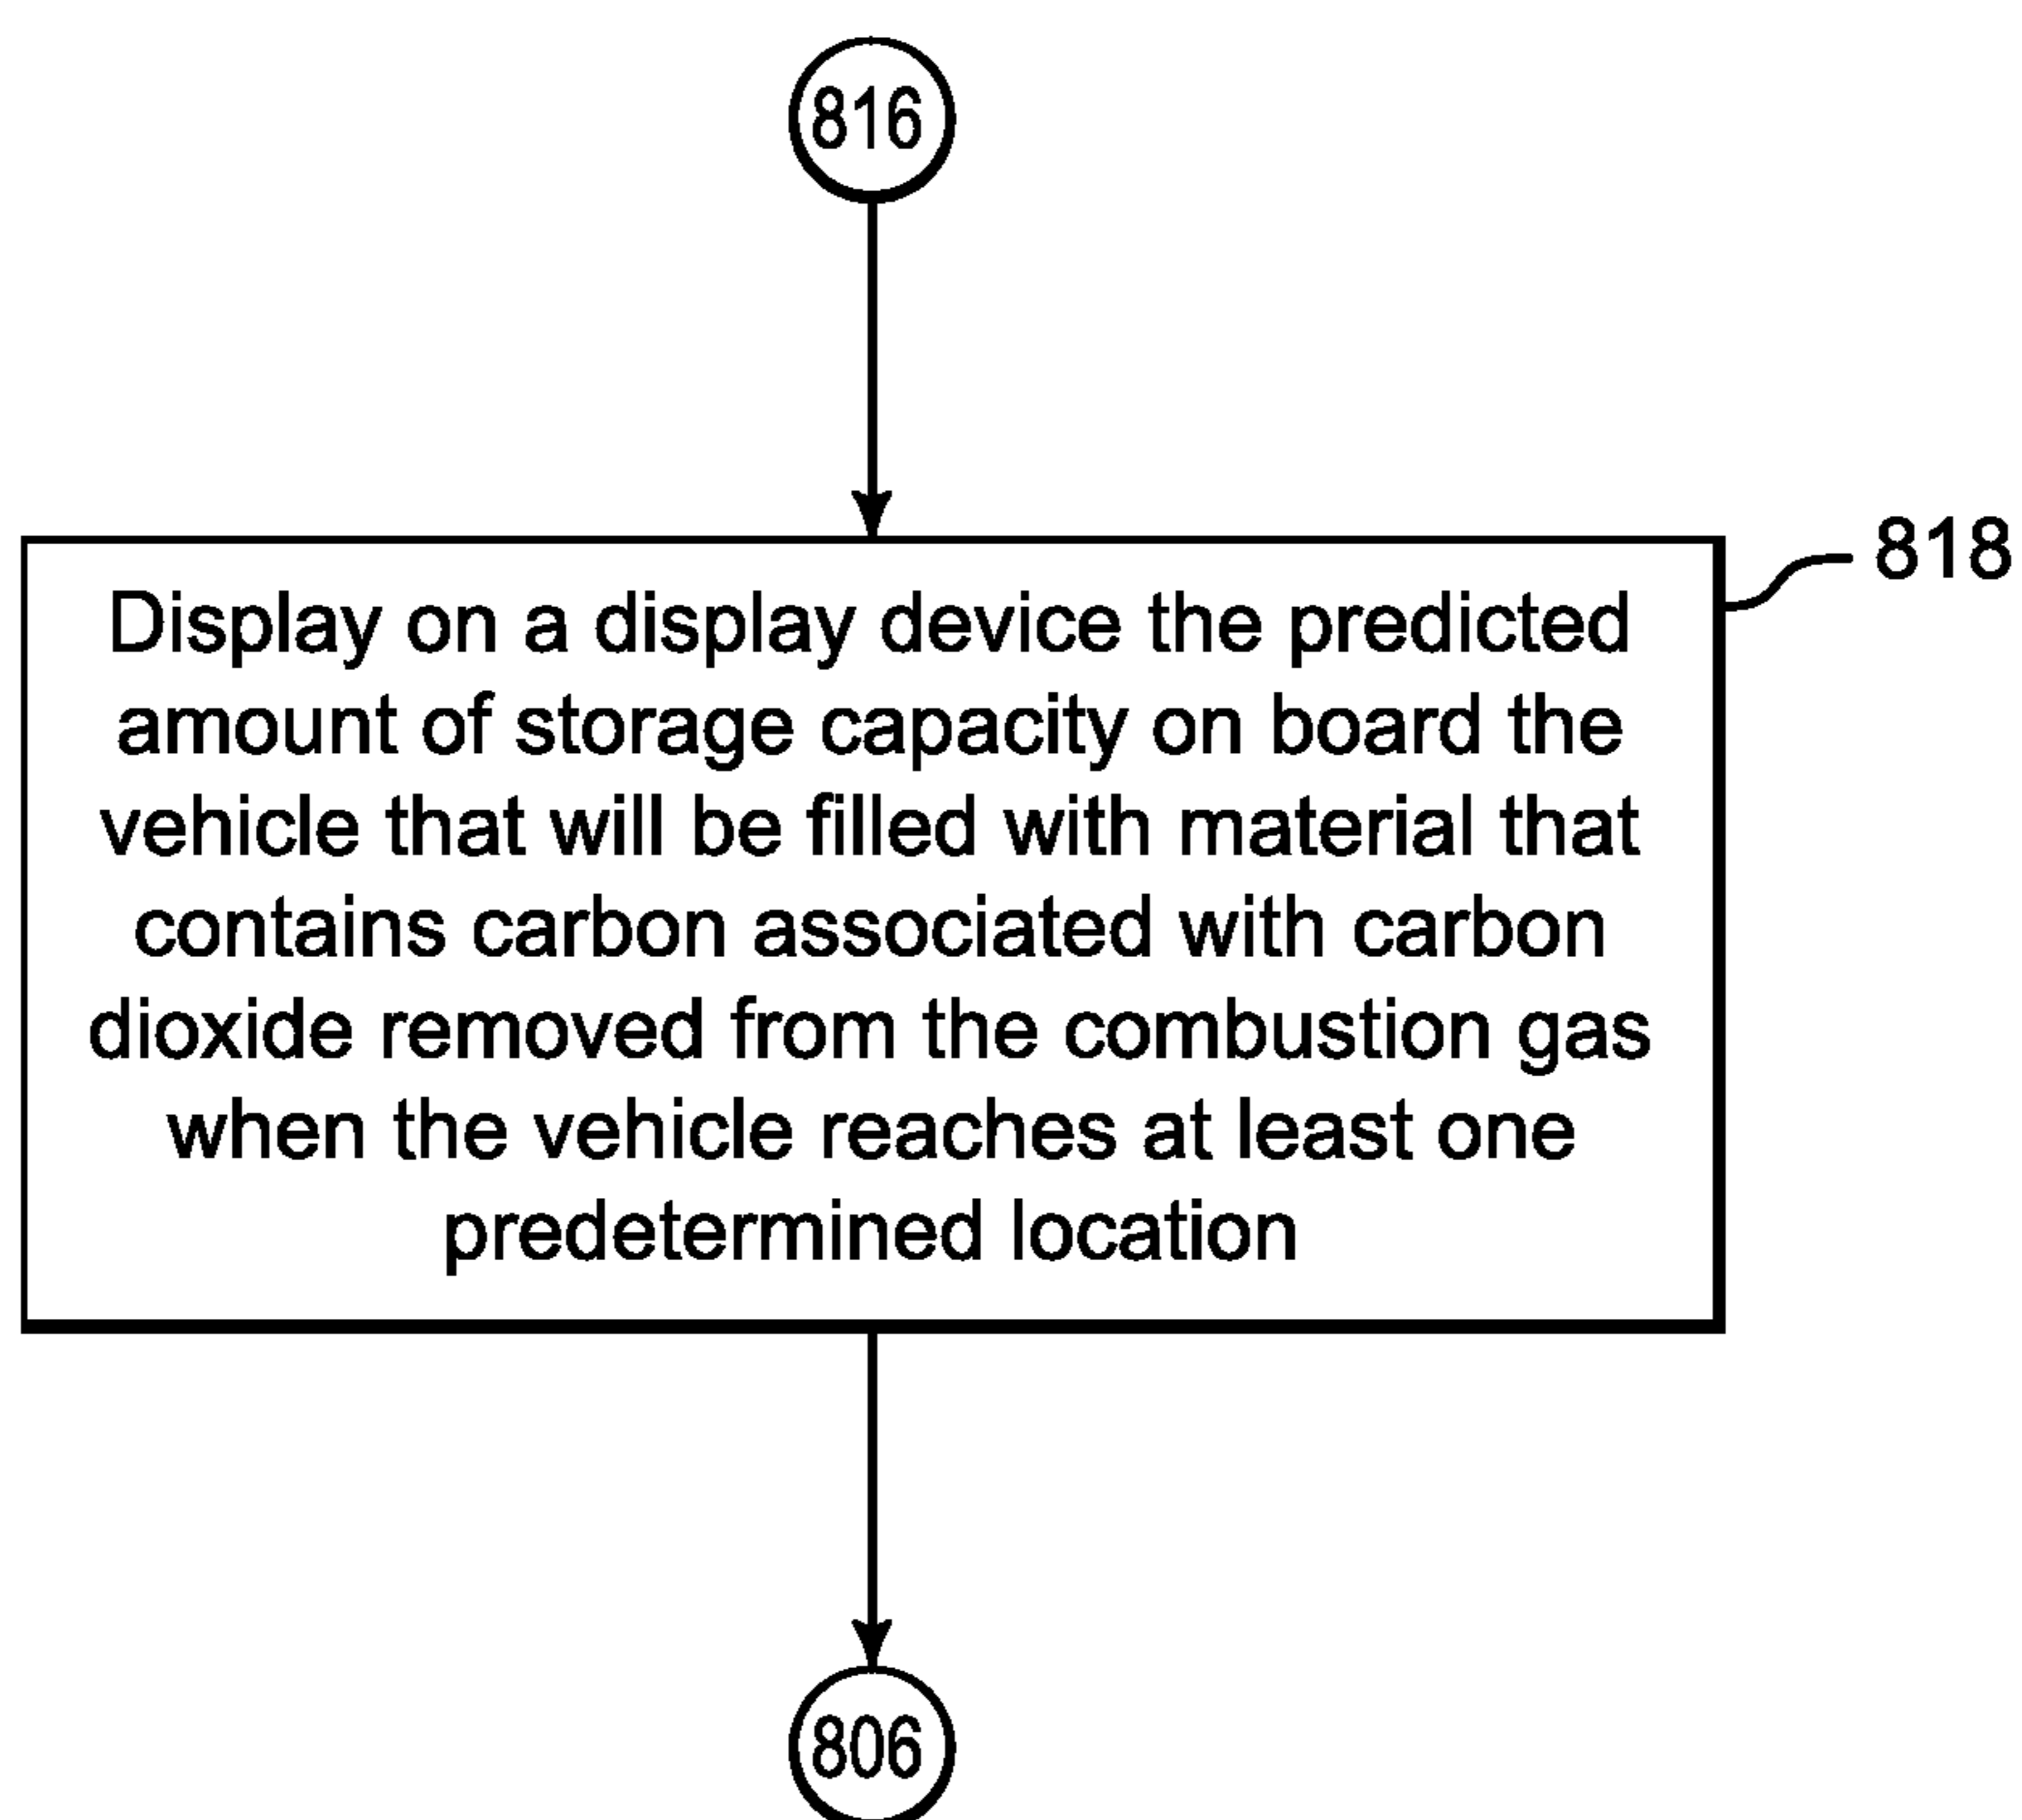 816
818
Display on a display device the predicted
amount of storage capacity on board the
vehicle that will be filled with material that
contains carbon associated with carbon
dioxide removed from the combustion gas
when the vehicle reaches at least one
predetermined location
806